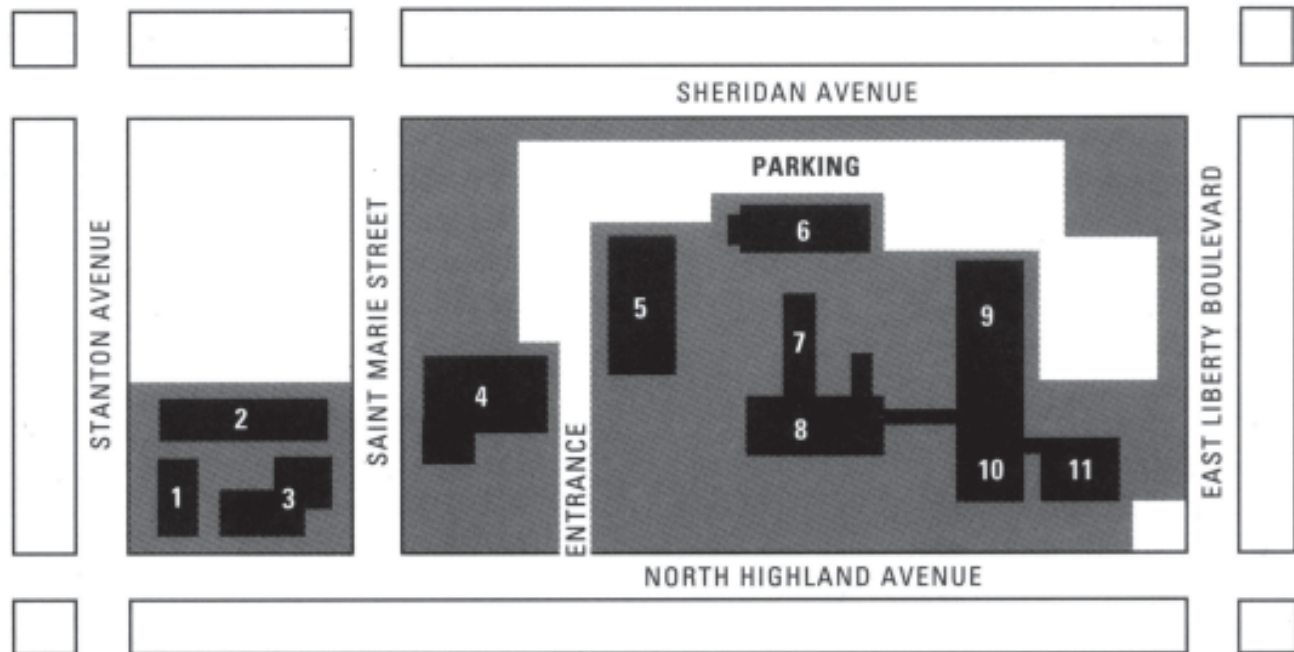 SHERIDAN AVENUE
PARKING
STANTON AVENUE
SAINT MARIE STREET
EAST LIBERTY BOULEVARD
6
5
7
9
4
2
8
ENTRANCE
1
3
10
11
NORTH HIGHLAND AVENUE